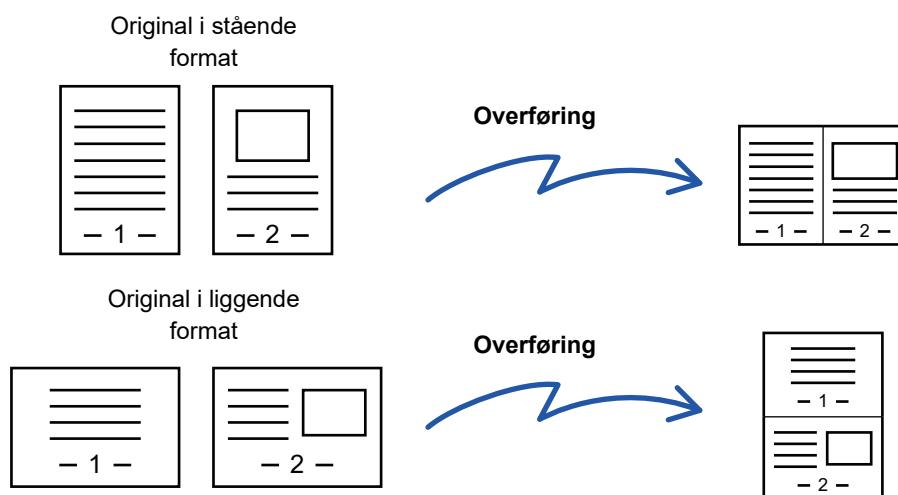 Original i stående
format
Overføring
– 1 –
– 2 –
– 1 –
– 2 –
Original i liggende
format
Overføring
– 1 –
– 2 –
– 1 –
– 2 –